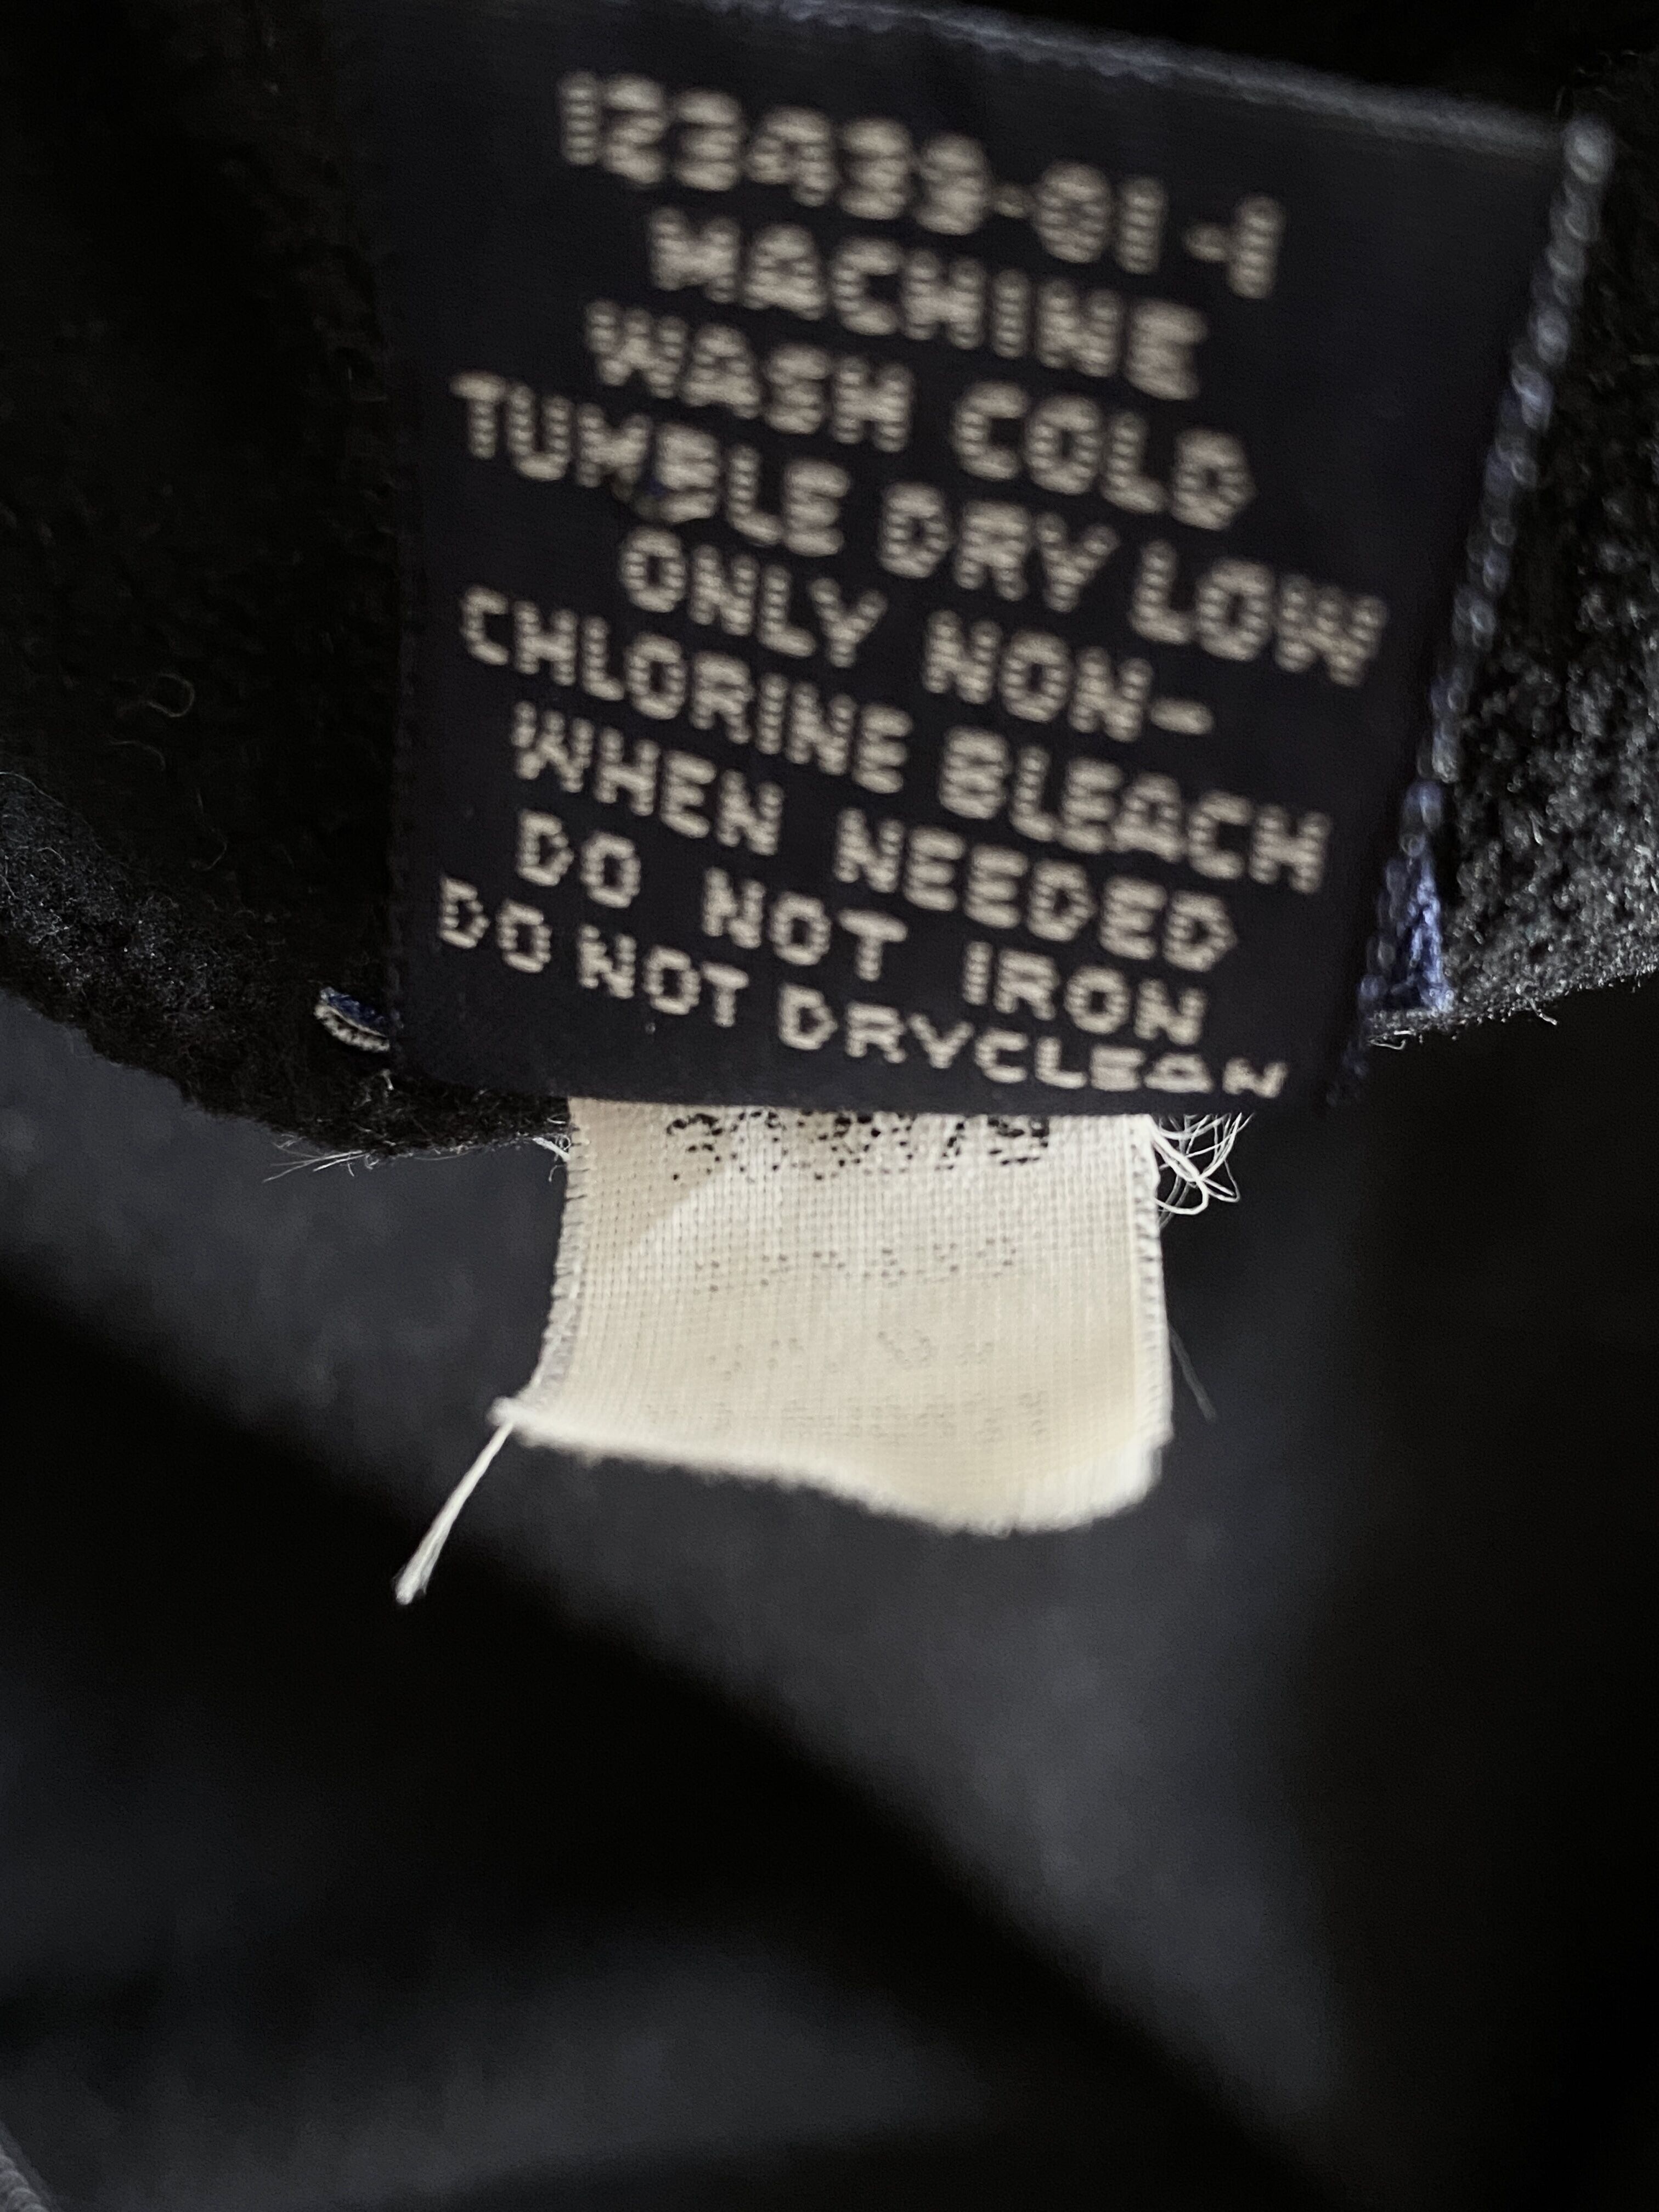 123439-01-1
MACHINE
WASH COLD
TUMBLE DRY LOW
ONLY NON-
CHLORINE BLEACH
WHEN NEEDED
DO NOT IRON
DO NOT DRYCLEAN